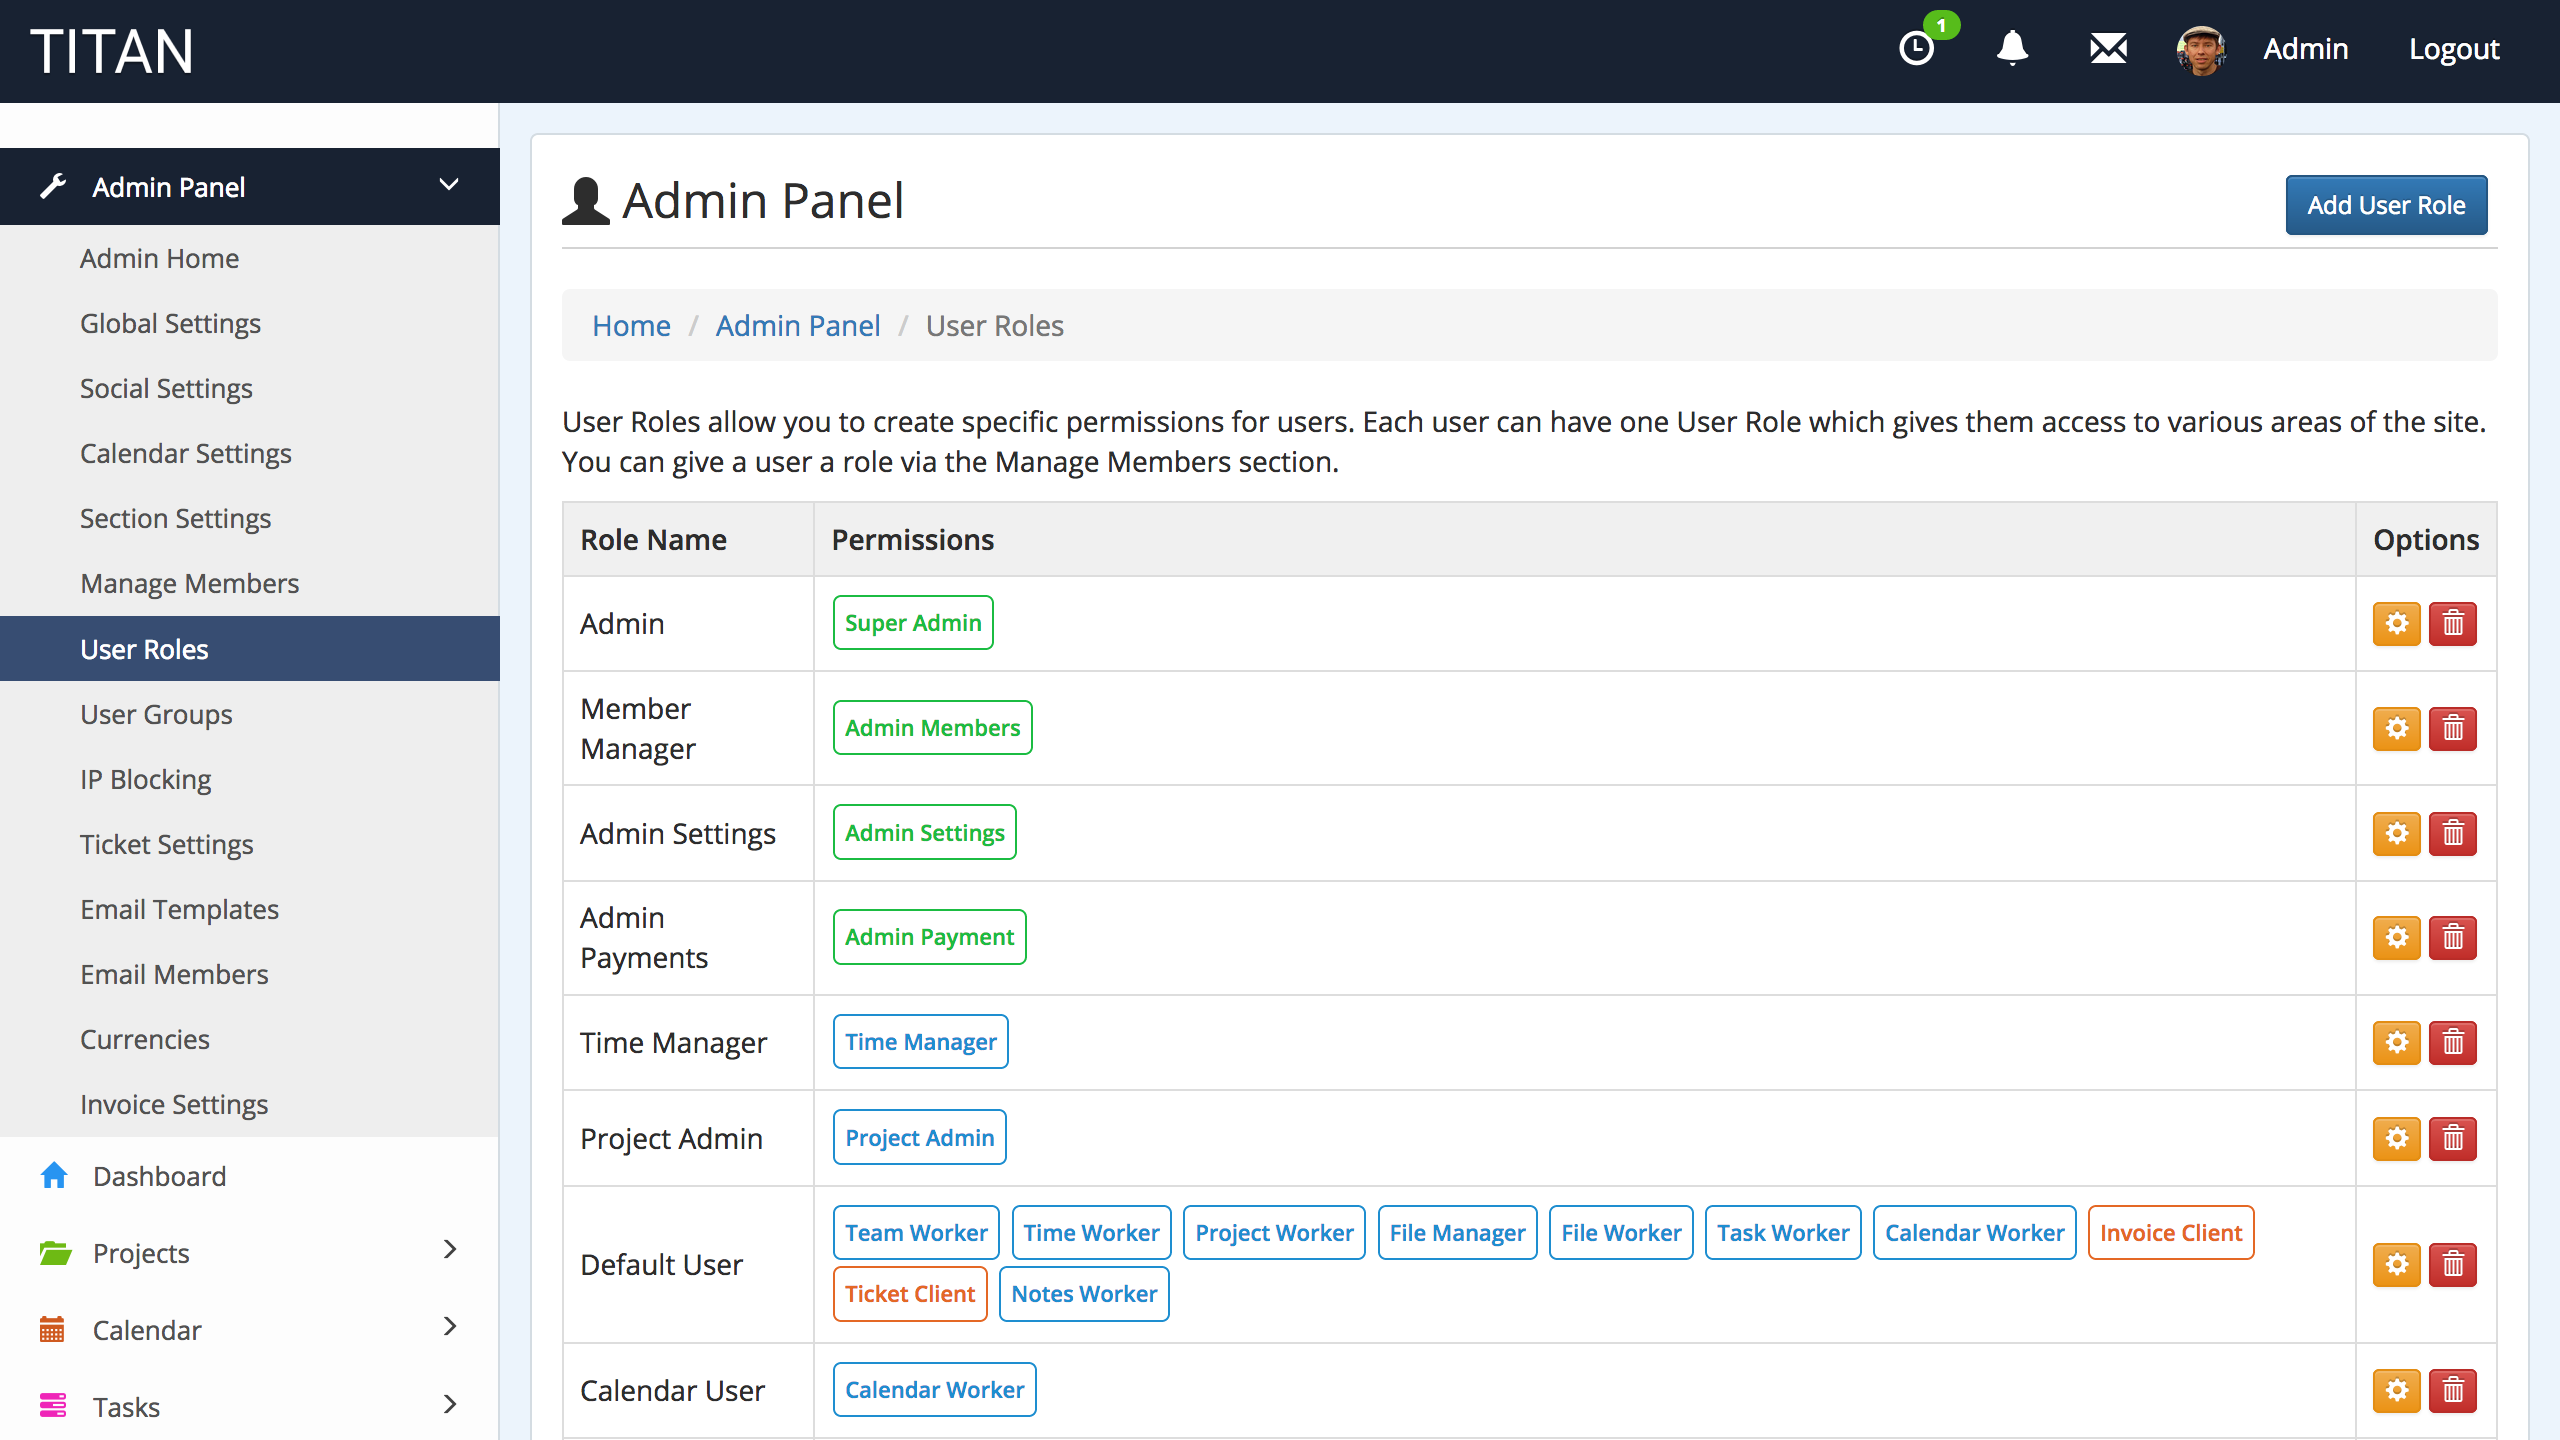 TITAN
1
Admin
Logout
Admin Panel
Admin Home
Global Settings
Social Settings
Calendar Settings
Section Settings
Manage Members
User Roles
User Groups
IP Blocking
Ticket Settings
Email Templates
Email Members
Currencies
Invoice Settings
Dashboard
Projects
Calendar
Tasks
Admin Panel
Add User Role
Home / Admin Panel / User Roles
User Roles allow you to create specific permissions for users. Each user can have one User Role which gives them access to various areas of the site.
You can give a user a role via the Manage Members section.
Role Name Permissions Options
Admin Super Admin
Member
Manager
Admin Members
Admin Settings Admin Settings
Admin
Payments
Admin Payment
Time Manager Time Manager
Project Admin Project Admin
Default User
Team Worker Time Worker Project Worker File Manager File Worker Task Worker Calendar Worker Invoice Client
Ticket Client Notes Worker
Calendar User Calendar Worker